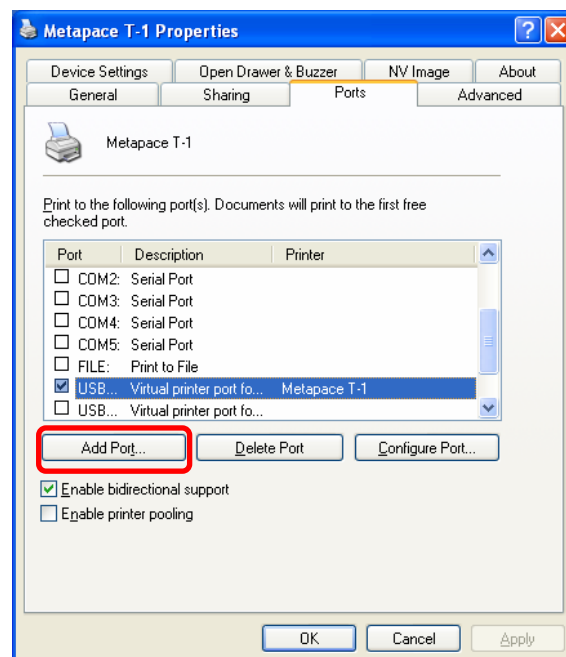 Metapace T-1 Properties
Device Settings Open Drawer & Buzzer NV Image About
General Sharing Ports Advanced
Metapace T-1
Print to the following port(s). Documents will print to the first free
checked port.
Port Description Printer
COM2: Serial Port
COM3: Serial Port
COM4: Serial Port
COM5: Serial Port
FILE: Print to File
USB... Virtual printer port fo... Metapace T-1
USB... Virtual printer port fo...
Add Port... Delete Port Configure Port...
Enable bidirectional support
Enable printer pooling
OK Cancel Apply